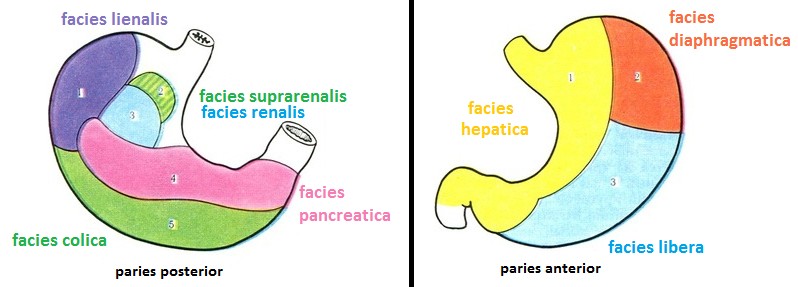 facies lienalis
1
2
3
facies suprarenalis
facies renalis
4
facies
pancreatica
5
facies colica
paries posterior
facies
diaphragmatica
1
2
facies
hepatica
3
facies libera
paries anterior